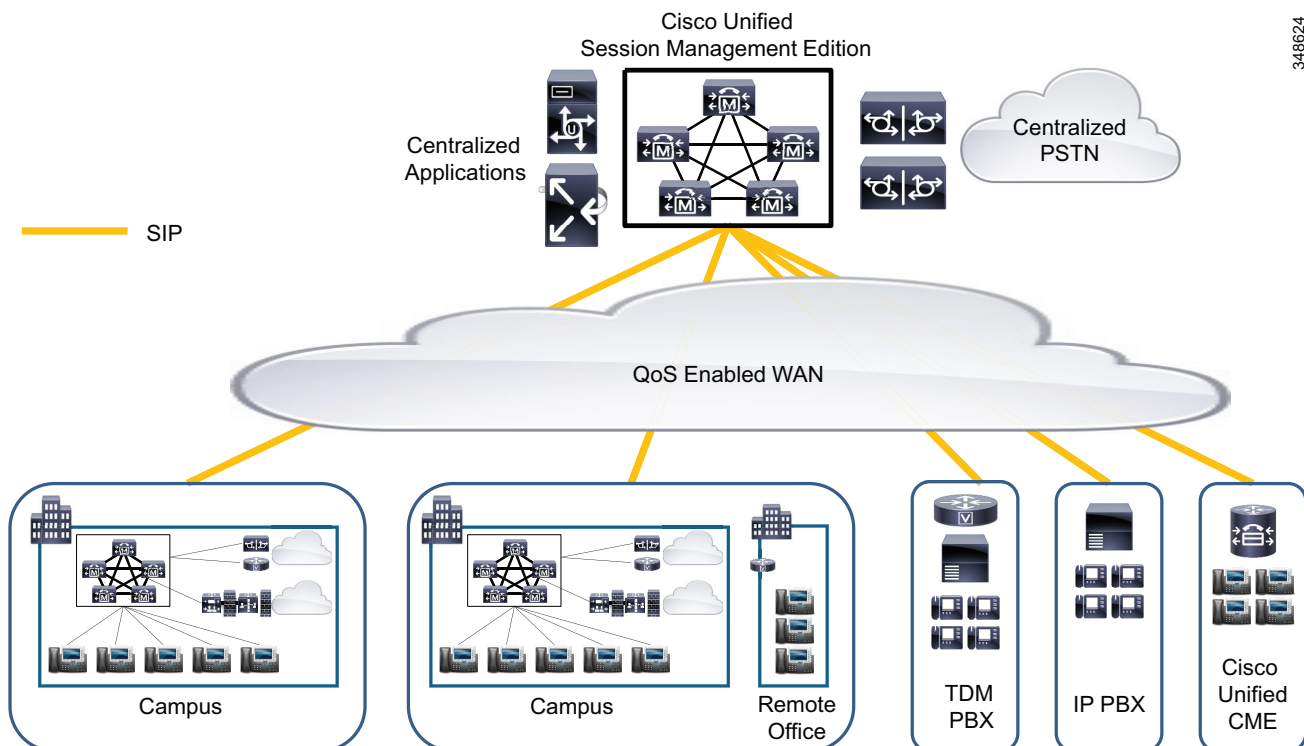 Cisco Unified
Session Management Edition
348624
Centralized
Applications
U
M
M
M
M
M
Centralized
PSTN
SIP
QoS Enabled WAN
M
M
M
M
M
Campus
M
M
M
M
M
Campus
Remote
Office
V
TDM
PBX
IP PBX
Cisco
Unified
CME